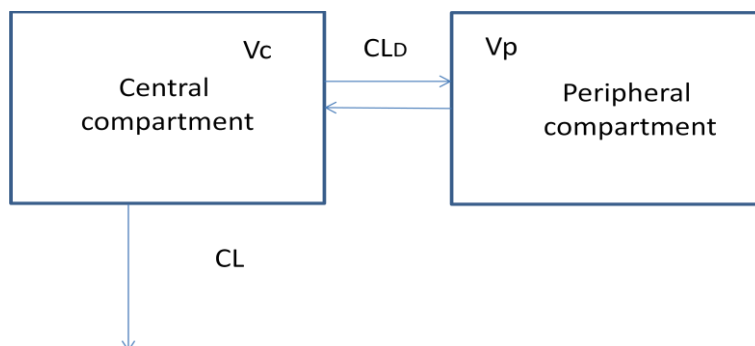 Vc
CLD
Vp
Central
compartment
Peripheral
compartment
CL